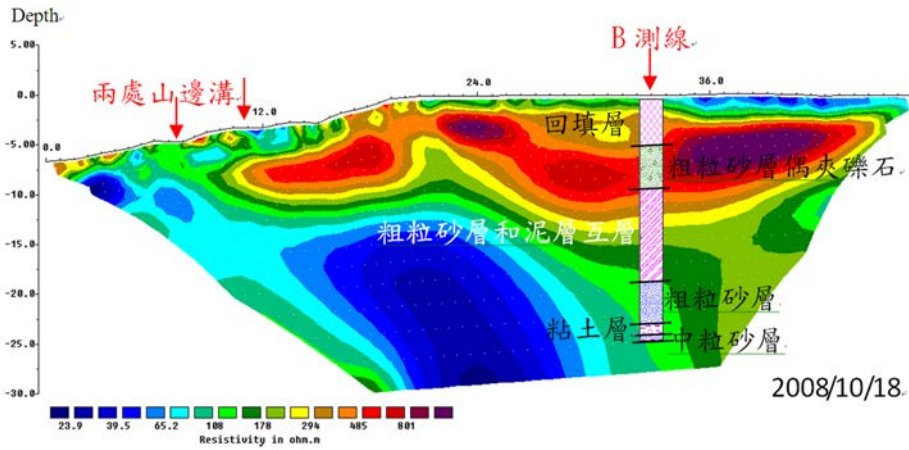 Depth
5.00
B 測線
兩處山邊溝
24.0
36.0
0.0
12.0
回填層
-5.00
0.0
粗粒砂層偶夾礫石
-10.0
粗粒砂層和泥層互層
-15.0
-20.0
粗粒砂層
粘土層
中粒砂層
-25.0
-30.0
2008/10/18
23.9 39.5 65.2 108 178 294 485 801
Resistivity in ohm.m